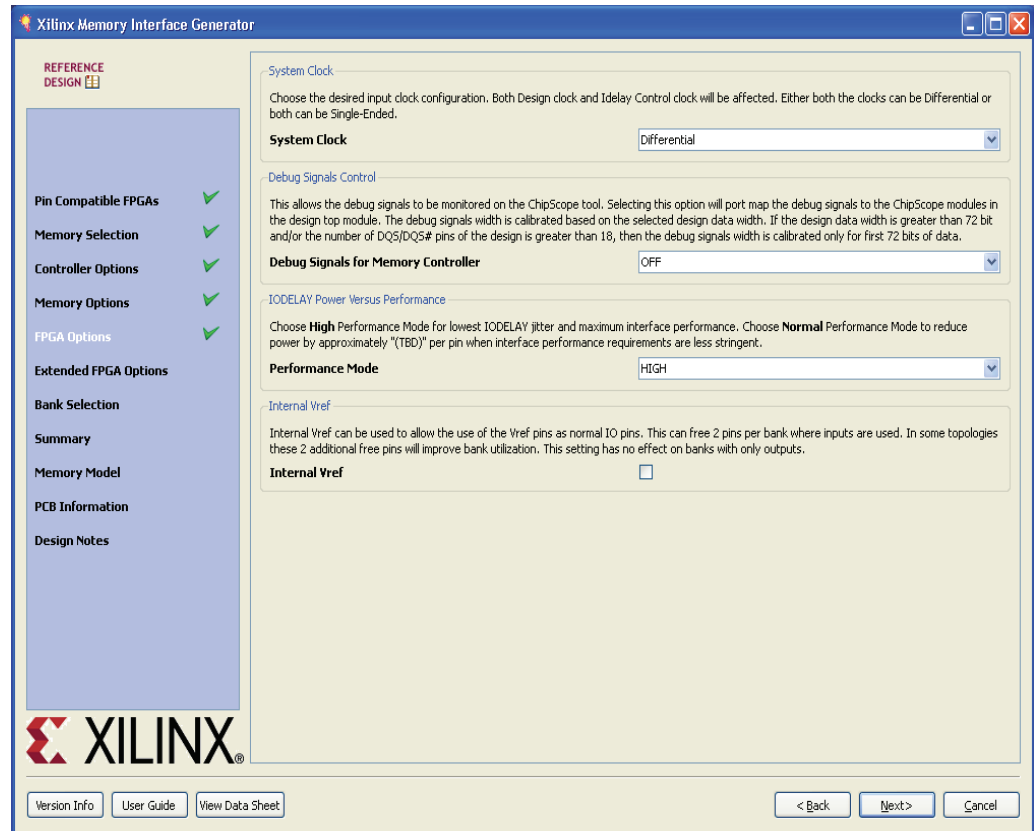 Xilinx Memory Interface Generator
REFERENCE
DESIGN
Pin Compatible FPGAs
Memory Selection
Controller Options
Memory Options
FPGA Options
Extended FPGA Options
Bank Selection
Summary
Memory Model
PCB Information
Design Notes
XILINX®
System Clock
Choose the desired input clock configuration. Both Design clock and Idelay Control clock will be affected. Either both the clocks can be Differential or
both can be Single-Ended.
System Clock Differential
Debug Signals Control
This allows the debug signals to be monitored on the ChipScope tool. Selecting this option will port map the debug signals to the ChipScope modules in
the design top module. The debug signals width is calibrated based on the selected design data width. If the design data width is greater than 72 bit
and/or the number of DQS/DQS# pins of the design is greater than 18, then the debug signals width is calibrated only for first 72 bits of data.
Debug Signals for Memory Controller OFF
IODELAY Power Versus Performance
Choose High Performance Mode for lowest IODELAY jitter and maximum interface performance. Choose Normal Performance Mode to reduce
power by approximately "(TBD)" per pin when interface performance requirements are less stringent.
Performance Mode HIGH
Internal Vref
Internal Vref can be used to allow the use of the Vref pins as normal IO pins. This can free 2 pins per bank where inputs are used. In some topologies
these 2 additional free pins will improve bank utilization. This setting has no effect on banks with only outputs.
Internal Vref
Version Info User Guide View Data Sheet < Back Next> Cancel